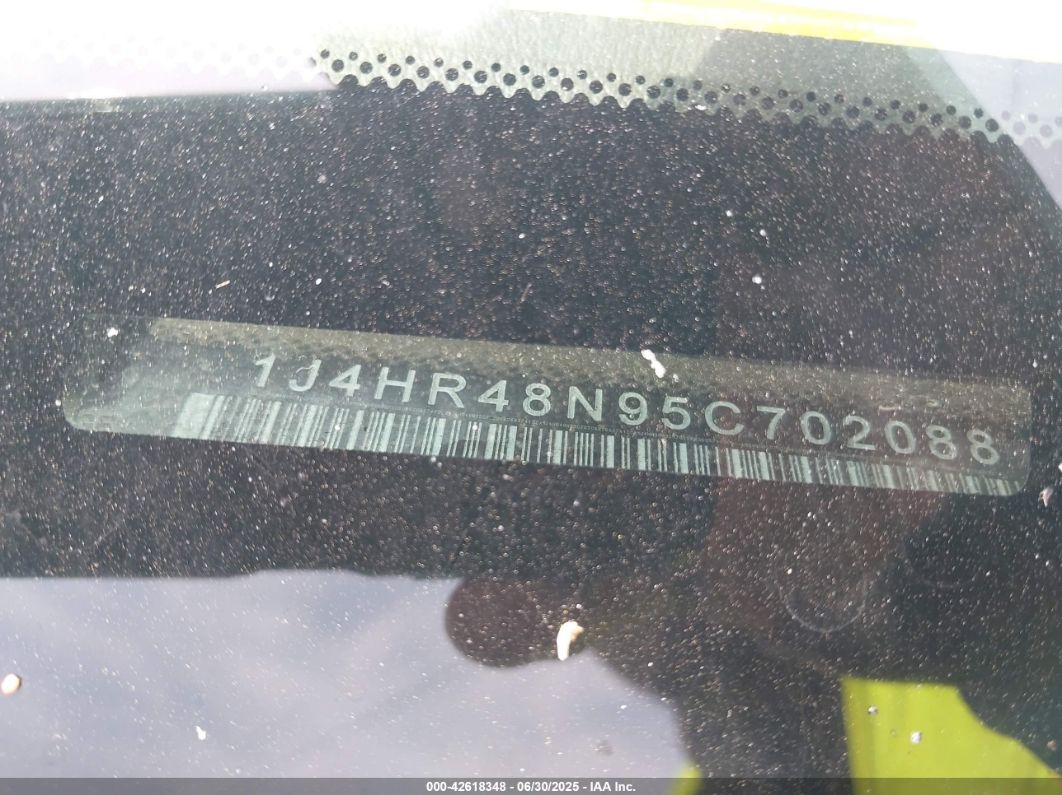 1J4HR48N95C702088
000-42618348 - 06/30/2025 - IAA Inc.